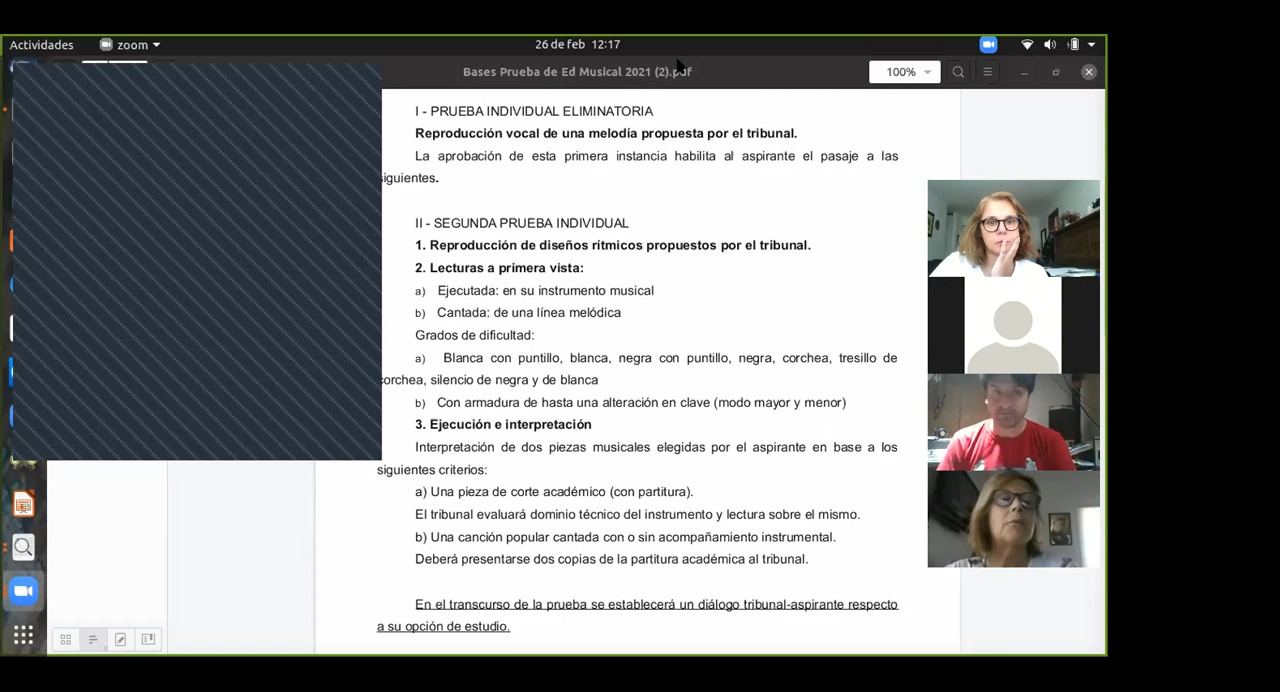 Actividades
zoom
26 de feb 12:17
Bases Prueba de Ed Musical 2021 (2).pdf
100%
I - PRUEBA INDIVIDUAL ELIMINATORIA
Reproducción vocal de una melodía propuesta por el tribunal.
La aprobación de esta primera instancia habilita al aspirante el pasaje a las
siguientes.
II - SEGUNDA PRUEBA INDIVIDUAL
1. Reproducción de diseños rítmicos propuestos por el tribunal.
2. Lecturas a primera vista:
a) Ejecutada: en su instrumento musical
b) Cantada: de una línea melódica
Grados de dificultad:
a) Blanca con puntillo, blanca, negra con puntillo, negra, corchea, tresillo de
corchea, silencio de negra y de blanca
b) Con armadura de hasta una alteración en clave (modo mayor y menor)
3. Ejecución e interpretación
Interpretación de dos piezas musicales elegidas por el aspirante en base a los
siguientes criterios:
a) Una pieza de corte académico (con partitura).
El tribunal evaluará dominio técnico del instrumento y lectura sobre el mismo.
b) Una canción popular cantada con o sin acompañamiento instrumental.
Deberá presentarse dos copias de la partitura académica al tribunal.
En el transcurso de la prueba se establecerá un diálogo tribunal-aspirante respecto
a su opción de estudio.